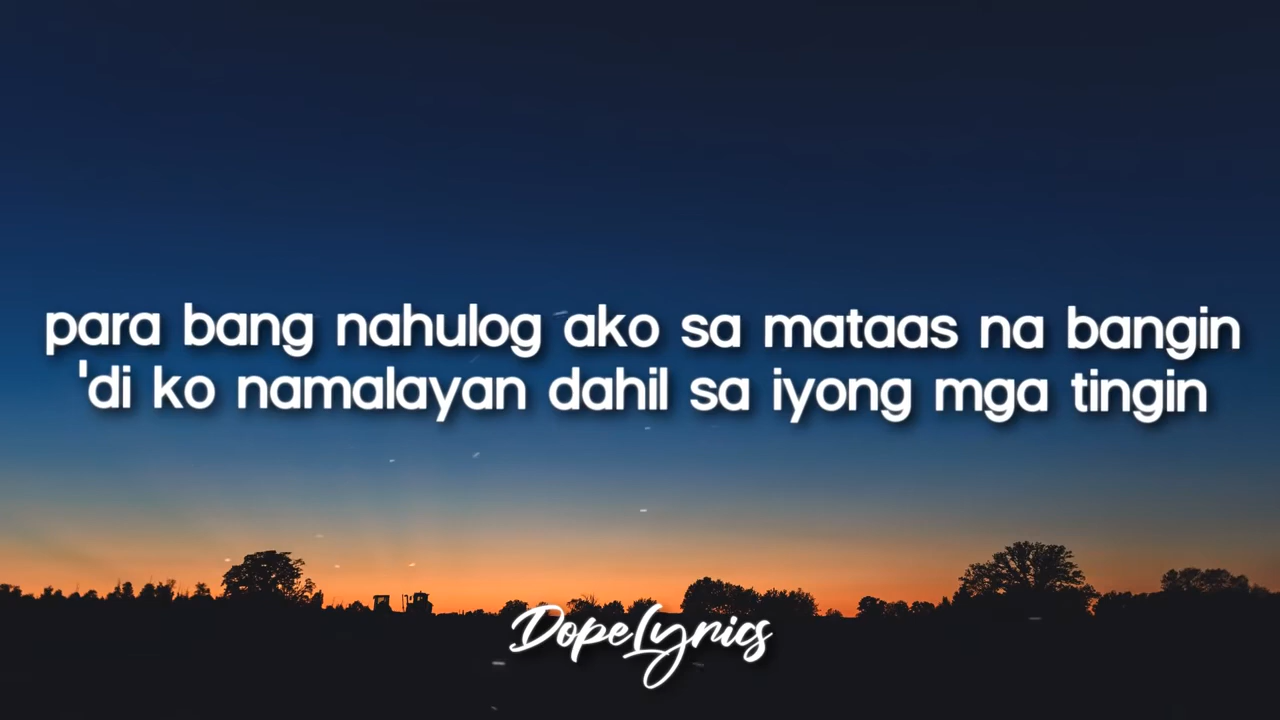 para bang nahulog ako sa mataas na bangin
'di ko namalayan dahil sa iyong mga tingin
DopeLyrics